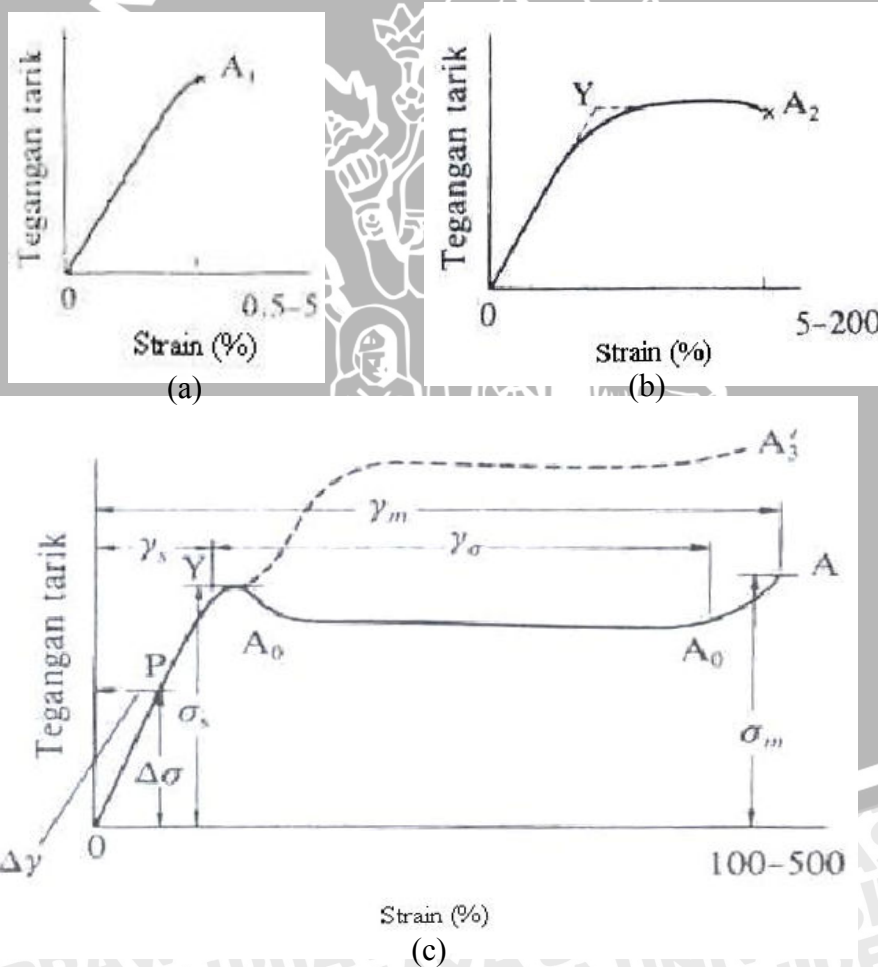 Tegangan tarik
A₁
0
0.5–5
Strain (%)
(a)
Tegangan tarik
Y
A₂
0
5–200
Strain (%)
(b)
Tegangan tarik
A₃′
γₘ
γₛ
γσ
Y
A
A₀
A₀
P
σₛ
σₘ
Δσ
Δγ
0
100–500
Strain (%)
(c)